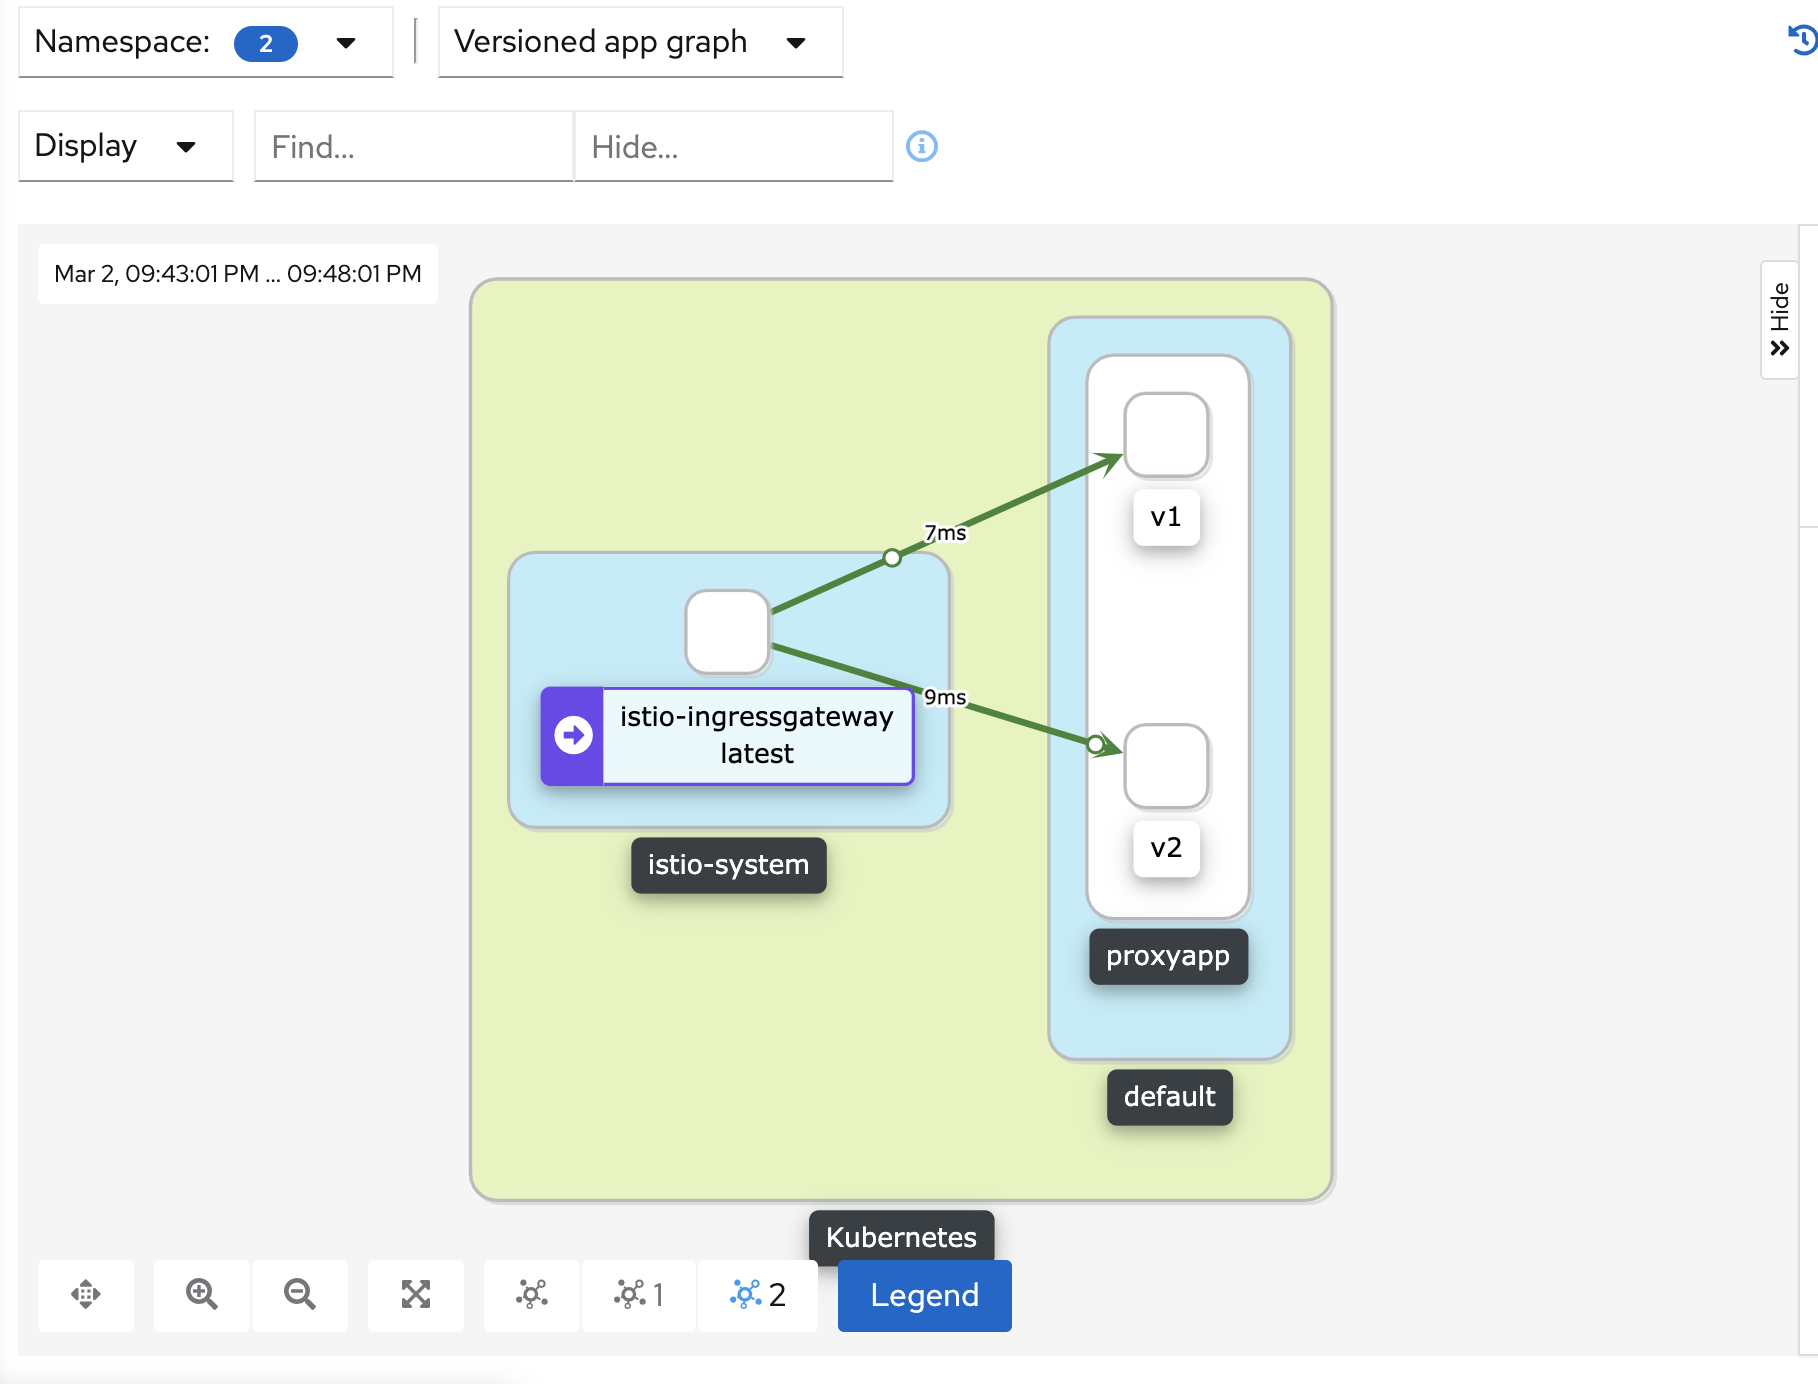 Namespace: 2
Versioned app graph
Display
Find...
Hide...
Mar 2, 09:43:01 PM ... 09:48:01 PM
Hide
v1
7ms
istio-ingressgateway
latest
9ms
istio-system
v2
proxyapp
default
Kubernetes
1
2
Legend